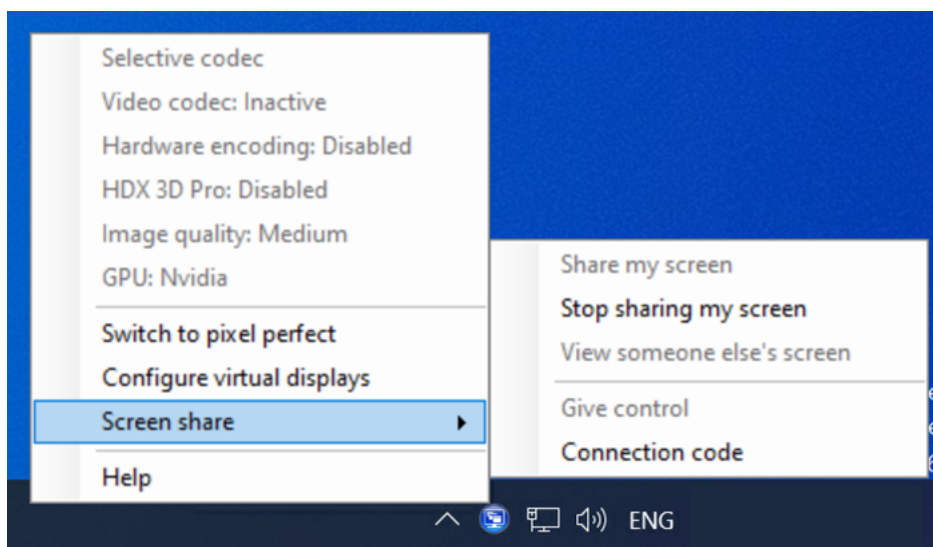 Selective codec
Video codec: Inactive
Hardware encoding: Disabled
HDX 3D Pro: Disabled
Image quality: Medium
GPU: Nvidia
Switch to pixel perfect
Configure virtual displays
Screen share
Help
Share my screen
Stop sharing my screen
View someone else's screen
Give control
Connection code
ENG